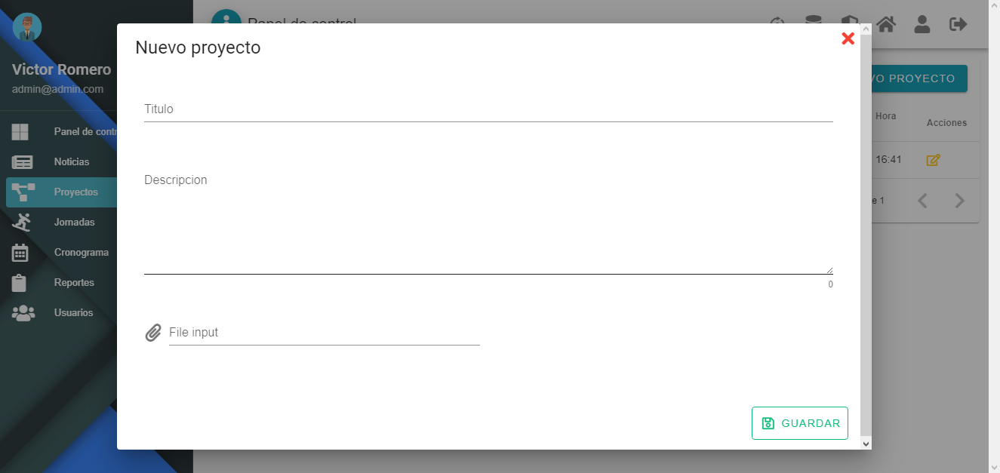 Panel de control
Nuevo proyecto
Victor Romero
admin@admin.com
VO PROYECTO
Titulo
Hora
Acciones
Panel de contr
Noticias
16:41
Descripcion
Proyectos
e 1
Jornadas
Cronograma
Reportes
0
Usuarios
File input
GUARDAR